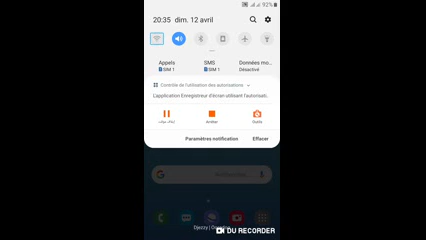 92%
20:35 dim. 12 avril
Appels
SIM 1
SMS
SIM 1
Données mo...
Désactivé
Contrôle de l'utilisation des autorisations
L'application Enregistreur d'écran utilisant l'autorisati..
Arrêter
Outils
Paramètres notification
Effacer
Djezzy |
DU RECORDER